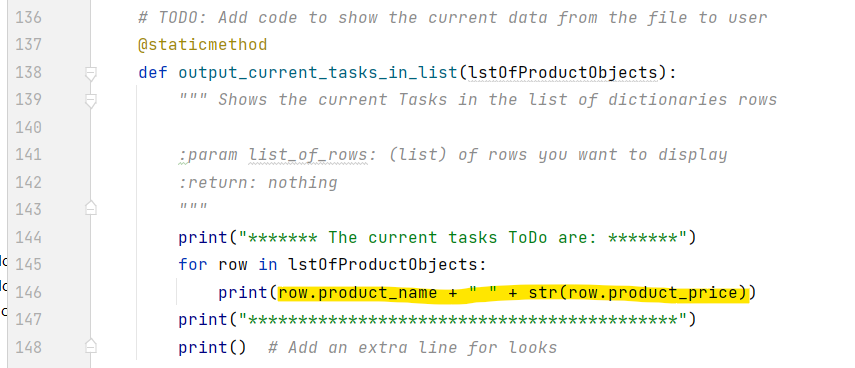 136 # TODO: Add code to show the current data from the file to user
137 @staticmethod
138 def output_current_tasks_in_list(lstOfProductObjects):
139 """ Shows the current Tasks in the list of dictionaries rows
140
141 :param list_of_rows: (list) of rows you want to display
142 :return: nothing
143 """
144 print("******* The current tasks ToDo are: *******")
145 for row in lstOfProductObjects:
146 print(row.product_name + " " + str(row.product_price))
147 print("*******************************************")
148 print()  # Add an extra line for looks